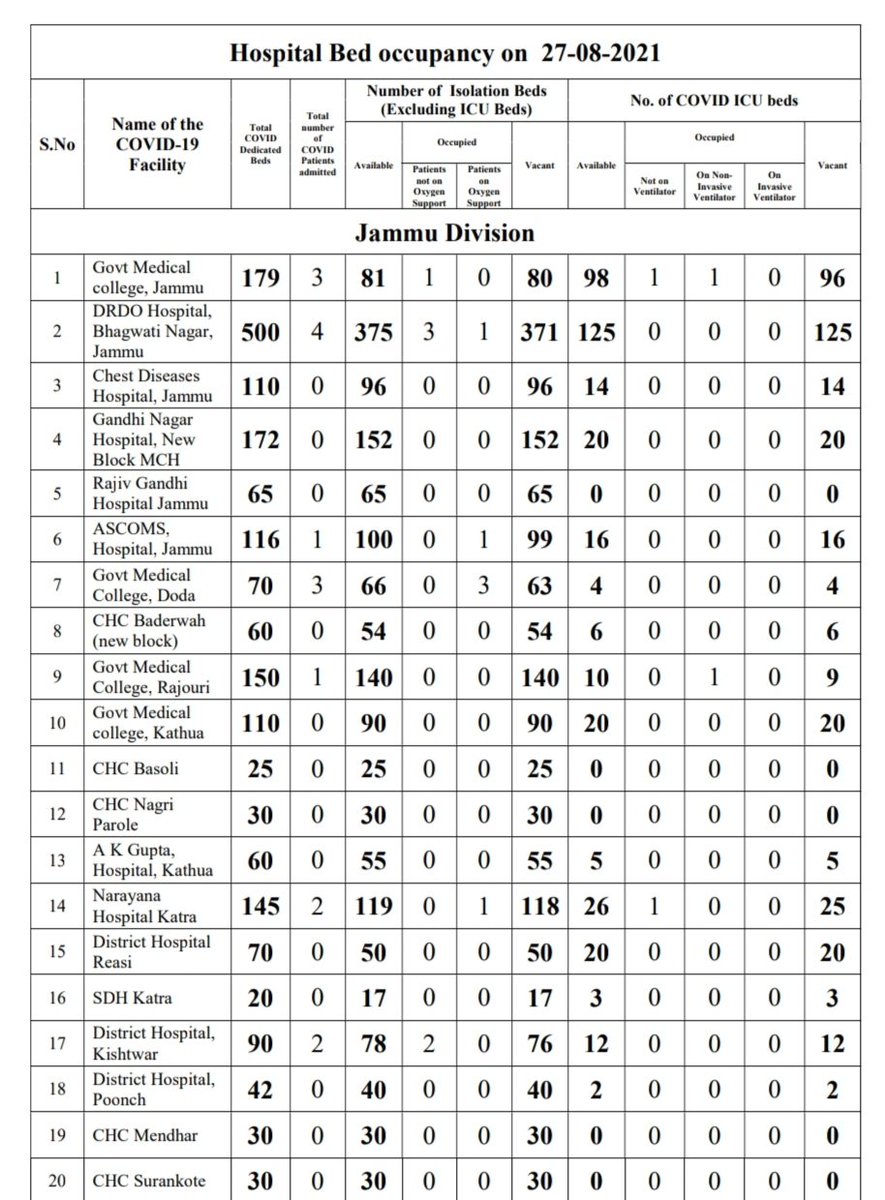 Hospital Bed occupancy on 27-08-2021
S.No
Name of the
COVID-19
Facility
Total
COVID
Dedicated
Beds
Total
number
of
COVID
Patients
admitted
Number of Isolation Beds
(Excluding ICU Beds)
No. of COVID ICU beds
Available
Occupied
Patients
not on
Oxygen
Support
Patients
on
Oxygen
Support
Vacant
Available
Occupied
Not on
Ventilator
On Non-
Invasive
Ventilator
On
Invasive
Ventilator
Vacant
Jammu Division
1 Govt Medical
college, Jammu 179 3 81 1 0 80 98 1 1 0 96
2 DRDO Hospital,
Bhagwati Nagar,
Jammu 500 4 375 3 1 371 125 0 0 0 125
3 Chest Diseases
Hospital, Jammu 110 0 96 0 0 96 14 0 0 0 14
4 Gandhi Nagar
Hospital, New
Block MCH 172 0 152 0 0 152 20 0 0 0 20
5 Rajiv Gandhi
Hospital Jammu 65 0 65 0 0 65 0 0 0 0 0
6 ASCOMS,
Hospital, Jammu 116 1 100 0 1 99 16 0 0 0 16
7 Govt Medical
College, Doda 70 3 66 0 3 63 4 0 0 0 4
8 CHC Baderwah
(new block) 60 0 54 0 0 54 6 0 0 0 6
9 Govt Medical
College, Rajouri 150 1 140 0 0 140 10 0 1 0 9
10 Govt Medical
college, Kathua 110 0 90 0 0 90 20 0 0 0 20
11 CHC Basoli 25 0 25 0 0 25 0 0 0 0 0
12 CHC Nagri
Parole 30 0 30 0 0 30 0 0 0 0 0
13 A K Gupta,
Hospital, Kathua 60 0 55 0 0 55 5 0 0 0 5
14 Narayana
Hospital Katra 145 2 119 0 1 118 26 1 0 0 25
15 District Hospital
Reasi 70 0 50 0 0 50 20 0 0 0 20
16 SDH Katra 20 0 17 0 0 17 3 0 0 0 3
17 District Hospital,
Kishtwar 90 2 78 2 0 76 12 0 0 0 12
18 District Hospital,
Poonch 42 0 40 0 0 40 2 0 0 0 2
19 CHC Mendhar 30 0 30 0 0 30 0 0 0 0 0
20 CHC Surankote 30 0 30 0 0 30 0 0 0 0 0